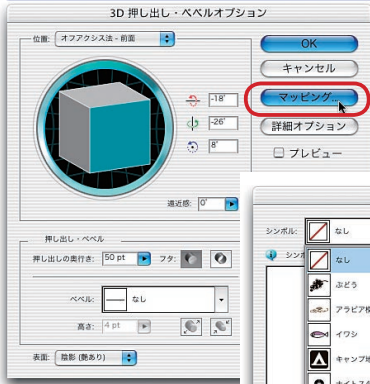 3D 押し出し・ベベルオプション
位置: オフアクシス法 - 前面
OK
キャンセル
マッピング...
詳細オプション
プレビュー
-18°
-26°
8°
遠近感: 0°
押し出し・ベベル
押し出しの奥行き: 50 pt フタ:
ベベル: なし
高さ: 4 pt
表面: 陰影 (艶あり)
シンボル: なし
なし
ぶどう
アラビア模
イワシ
キャンプ地